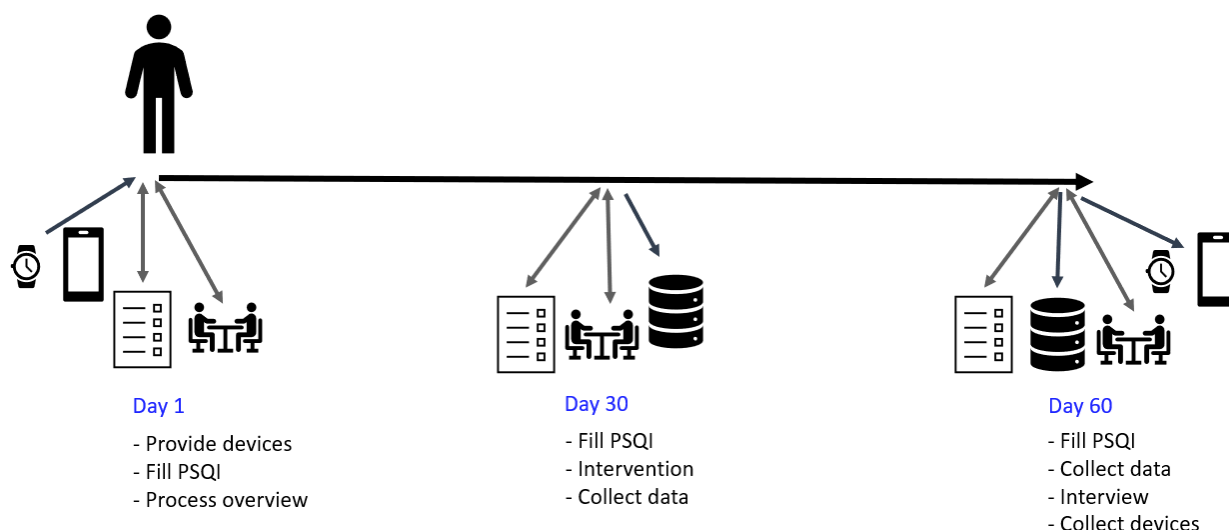 Day 1
- Provide devices
- Fill PSQI
- Process overview
Day 30
- Fill PSQI
- Intervention
- Collect data
Day 60
- Fill PSQI
- Collect data
- Interview
- Collect devices